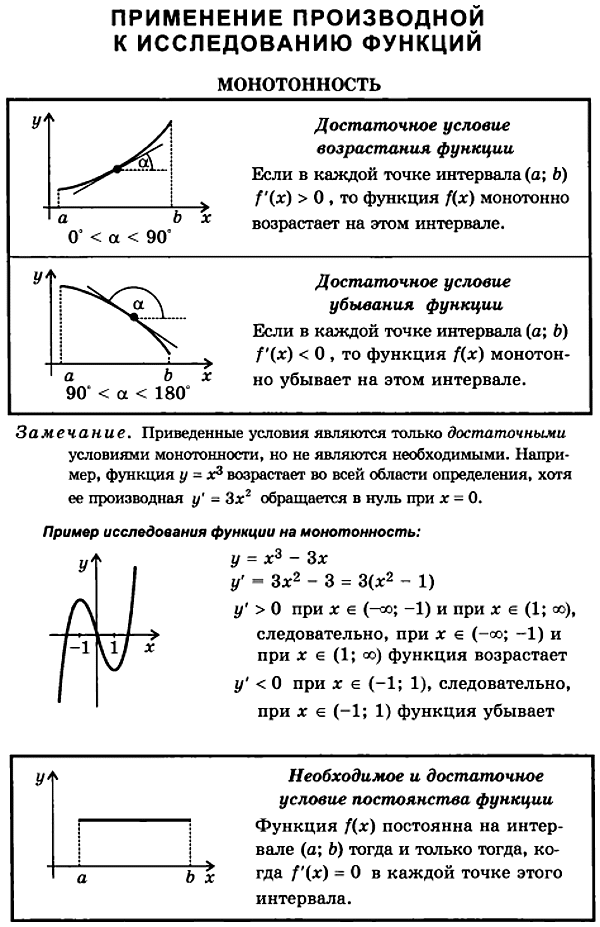 ПРИМЕНЕНИЕ ПРОИЗВОДНОЙ
К ИССЛЕДОВАНИЮ ФУНКЦИЙ
МОНОТОННОСТЬ
y
α
a b x
0° < α < 90°
Достаточное условие
возрастания функции
Если в каждой точке интервала (a; b)
f'(x) > 0 , то функция f(x) монотонно
возрастает на этом интервале.
y
α
a b x
90° < α < 180°
Достаточное условие
убывания функции
Если в каждой точке интервала (a; b)
f'(x) < 0 , то функция f(x) монотон-
но убывает на этом интервале.
Замечание. Приведенные условия являются только достаточными
условиями монотонности, но не являются необходимыми. Напри-
мер, функция y = x³ возрастает во всей области определения, хотя
ее производная y' = 3x² обращается в нуль при x = 0.
Пример исследования функции на монотонность:
y
-1 1 x
y = x³ − 3x
y' = 3x² − 3 = 3(x² − 1)
y' > 0 при x ∈ (−∞; −1) и при x ∈ (1; ∞),
следовательно, при x ∈ (−∞; −1) и
при x ∈ (1; ∞) функция возрастает
y' < 0 при x ∈ (−1; 1), следовательно,
при x ∈ (−1; 1) функция убывает
y
a b x
Необходимое и достаточное
условие постоянства функции
Функция f(x) постоянна на интер-
вале (a; b) тогда и только тогда, ко-
гда f'(x) = 0 в каждой точке этого
интервала.